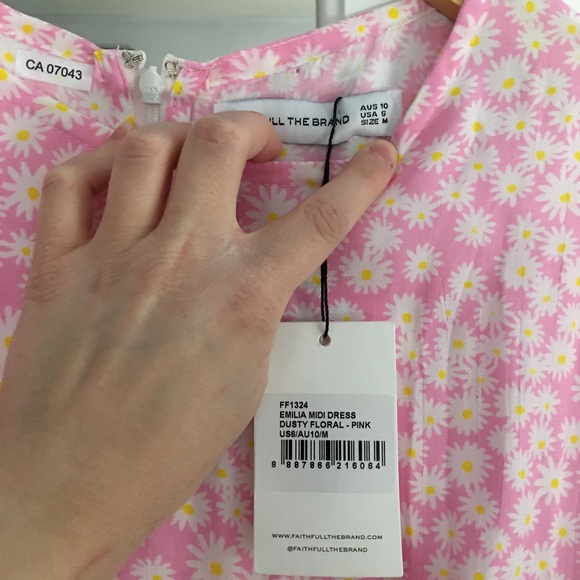 CA 07043
ULL THE BRAND
AUS 10
USA 6
SIZE M
FF1324
EMILIA MIDI DRESS
DUSTY FLORAL - PINK
US6/AU10/M
8 887866 216064
WWW.FAITHFULLTHEBRAND.COM
@FAITHFULLTHEBRAND